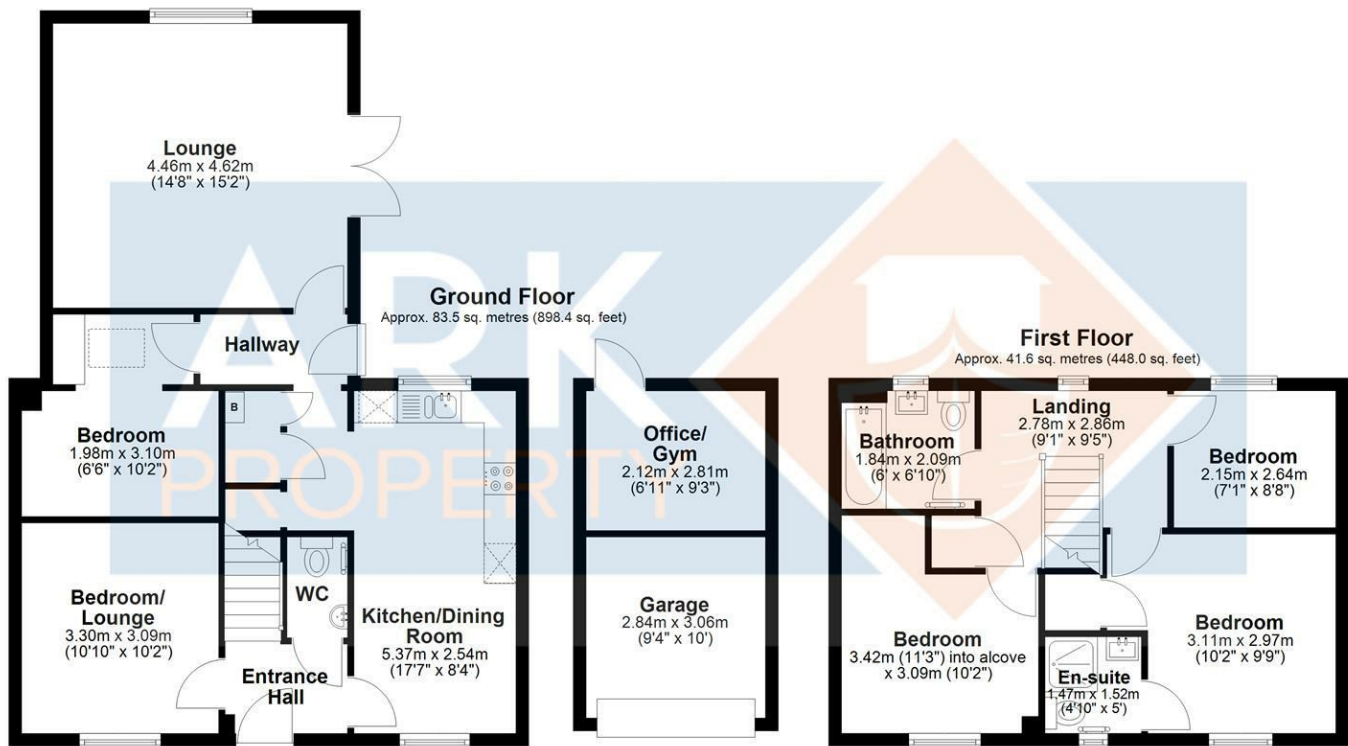 Lounge
4.46m x 4.62m
(14'8" x 15'2")
ARK
PROPERTY
Ground Floor
Approx. 83.5 sq. metres (898.4 sq. feet)
Hallway
B
Bedroom
1.98m x 3.10m
(6'6" x 10'2")
Bedroom/
Lounge
3.30m x 3.09m
(10'10" x 10'2")
WC
Entrance
Hall
Kitchen/Dining
Room
5.37m x 2.54m
(17'7" x 8'4")
Office/
Gym
2.12m x 2.81m
(6'11" x 9'3")
Garage
2.84m x 3.06m
(9'4" x 10')
First Floor
Approx. 41.6 sq. metres (448.0 sq. feet)
Landing
2.78m x 2.86m
(9'1" x 9'5")
Bathroom
1.84m x 2.09m
(6' x 6'10")
Bedroom
2.15m x 2.64m
(7'1" x 8'8")
Bedroom
3.42m (11'3") into alcove
x 3.09m (10'2")
Bedroom
3.11m x 2.97m
(10'2" x 9'9")
En-suite
1.47m x 1.52m
(4'10" x 5')